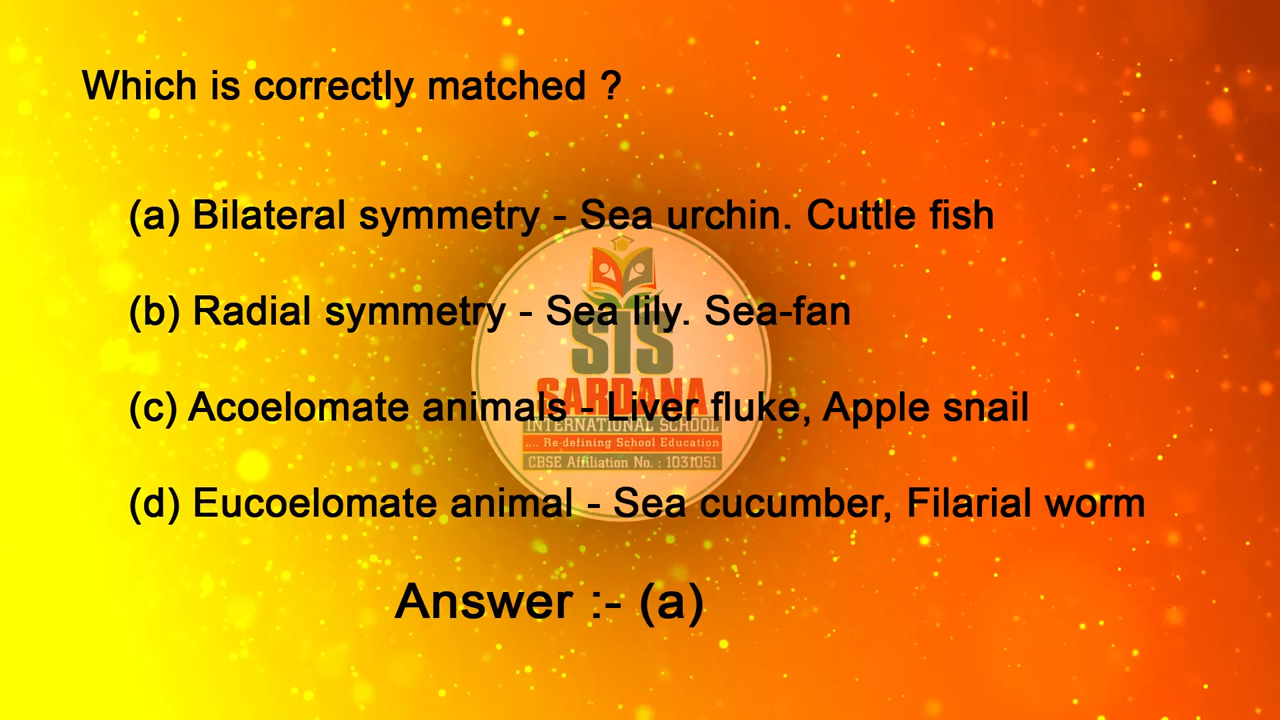 Which is correctly matched ?
(a) Bilateral symmetry - Sea urchin. Cuttle fish
(b) Radial symmetry - Sea lily. Sea-fan
SIS
SARDANA
(c) Acoelomate animals - Liver fluke, Apple snail
INTERNATIONAL SCHOOL
.... Re-defining School Education
CBSE Affiliation No. : 1031051
(d) Eucoelomate animal - Sea cucumber, Filarial worm
Answer :- (a)